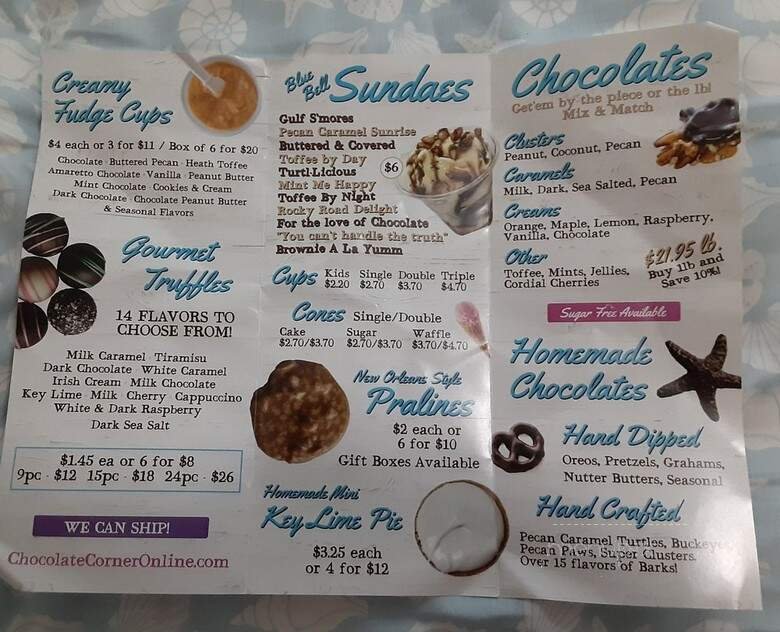 Creamy
Fudge Cups
$4 each or 3 for $11 / Box of 6 for $20
Chocolate · Buttered Pecan · Heath Toffee
Amaretto Chocolate · Vanilla · Peanut Butter
Mint Chocolate · Cookies & Cream
Dark Chocolate · Chocolate Peanut Butter
& Seasonal Flavors
Gourmet
Truffles
14 FLAVORS TO
CHOOSE FROM!
Milk Caramel · Tiramisu
Dark Chocolate · White Caramel
Irish Cream · Milk Chocolate
Key Lime · Milk · Cherry · Cappuccino
White & Dark Raspberry
Dark Sea Salt
$1.45 ea or 6 for $8
9pc · $12 15pc · $18 24pc · $26
WE CAN SHIP!
ChocolateCornerOnline.com
Blue
Bell Sundaes
Gulf S'mores
Pecan Caramel Sunrise
Buttered & Covered
Toffee by Day
Turtl-Licious
Mint Me Happy
Toffee By Night
Rocky Road Delight
For the love of Chocolate
"You can't handle the truth"
Brownie A La Yumm
$6
Cups Kids Single Double Triple
$2.20 $2.70 $3.70 $4.70
Cones Single/Double
Cake Sugar Waffle
$2.70/$3.70 $2.70/$3.70 $3.70/$4.70
New Orleans Style
Pralines
$2 each or
6 for $10
Gift Boxes Available
Homemade Mini
Key Lime Pie
$3.25 each
or 4 for $12
Chocolates
Get'em by the piece or the lb!
Mix & Match
Clusters
Peanut, Coconut, Pecan
Caramels
Milk, Dark, Sea Salted, Pecan
Creams
Orange, Maple, Lemon, Raspberry,
Vanilla, Chocolate
Other
Toffee, Mints, Jellies,
Cordial Cherries
$21.95 lb.
Buy 1lb and
Save 10%!
Sugar Free Available
Homemade
Chocolates
Hand Dipped
Oreos, Pretzels, Grahams,
Nutter Butters, Seasonal
Hand Crafted
Pecan Caramel Turtles, Buckeyes
Pecan Paws, Super Clusters.
Over 15 flavors of Barks!